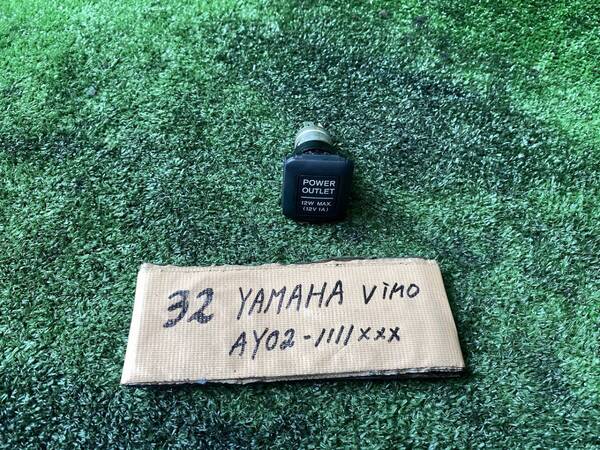 POWER
OUTLET
12W MAX.
(12V 1A)
32 YAMAHA ViNO
AY02-1111xxx